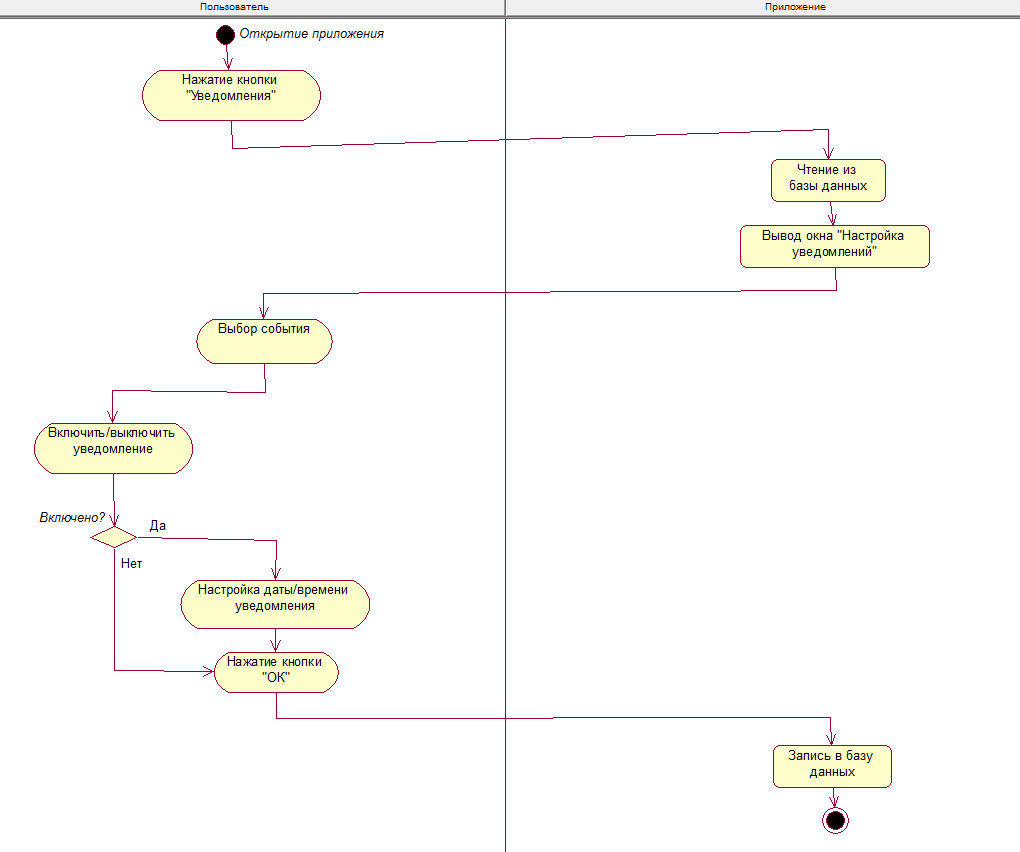 Пользователь
Приложение
Открытие приложения
Нажатие кнопки
"Уведомления"
Чтение из
базы данных
Вывод окна "Настройка
уведомлений"
Выбор события
Включить/выключить
уведомление
Включено?
Да
Нет
Настройка даты/времени
уведомления
Нажатие кнопки
"ОК"
Запись в базу
данных